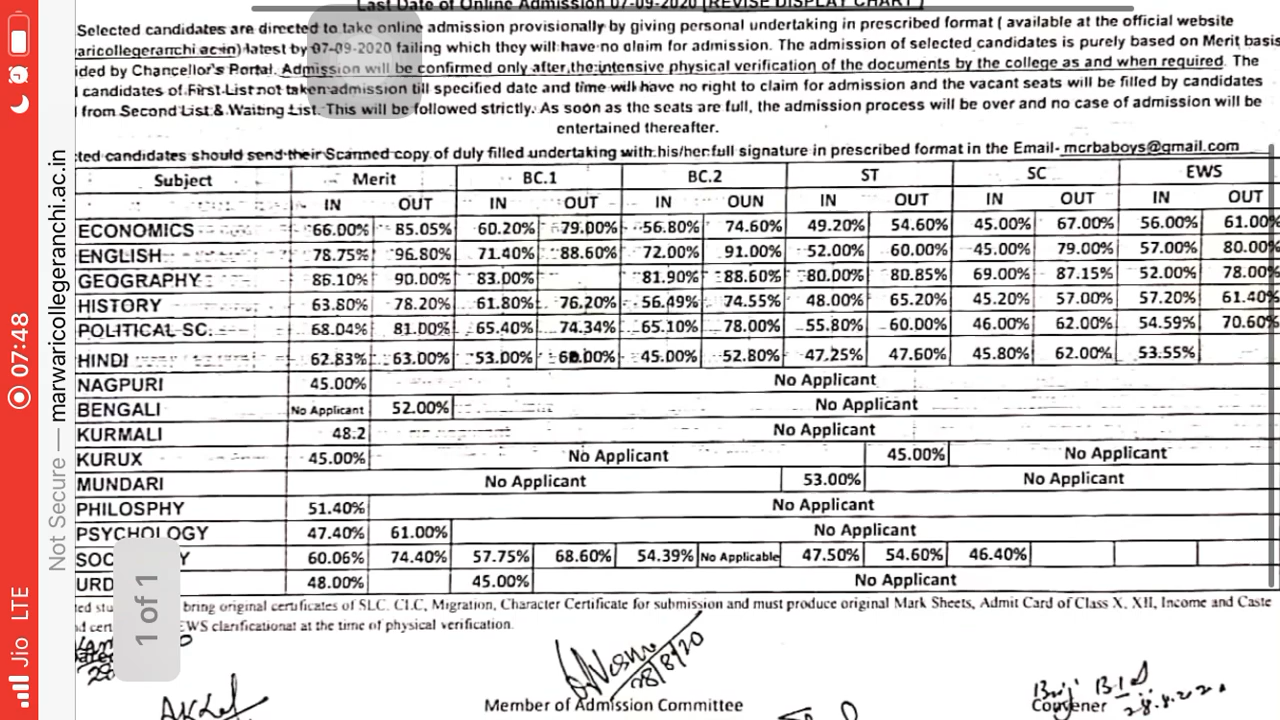 Last Date of Online Admission 07-09-2020 [REVISE DISPLAY CHART ]
Selected candidates are directed to take online admission provisionally by giving personal undertaking in prescribed format ( available at the official website
varicollegeranchi acsin) latest by 07-09-2020 failing which they will have no claim for admission. The admission of selected candidates is purely based on Merit basis
ided by Chancellor's Portal. Admission will be confirmed only after the intensive physical verification of the documents by the college as and when required. The
l candidates of First List not taken admission till specified date and time will have no right to claim for admission and the vacant seats will be filled by candidates
from Second List & Waiting List. This will be followed strictly. As soon as the seats are full, the admission process will be over and no case of admission will be
entertained thereafter.
ted candidates should send their Scanned copy of duly filled undertaking with his/her full signature in prescribed format in the Email- mcrbaboys@gmail.com
Subject Merit BC.1 BC.2 ST SC EWS
IN OUT IN OUT IN OUN IN OUT IN OUT IN OUT
ECONOMICS 66.00% 85.05% 60.20% 79.00% 56.80% 74.60% 49.20% 54.60% 45.00% 67.00% 56.00% 61.00%
ENGLISH 78.75% 96.80% 71.40% 88.60% 72.00% 91.00% 52.00% 60.00% 45.00% 79.00% 57.00% 80.00%
GEOGRAPHY 86.10% 90.00% 83.00% 81.90% 88.60% 80.00% 80.85% 69.00% 87.15% 52.00% 78.00%
HISTORY 63.80% 78.20% 61.80% 76.20% 56.49% 74.55% 48.00% 65.20% 45.20% 57.00% 57.20% 61.40%
POLITICAL SC. 68.04% 81.00% 65.40% 74.34% 65.10% 78.00% 55.80% 60.00% 46.00% 62.00% 54.59% 70.60%
HINDI 62.83% 63.00% 53.00% 60.00% 45.00% 52.80% 47.25% 47.60% 45.80% 62.00% 53.55%
NAGPURI 45.00% No Applicant
BENGALI No Applicant 52.00% No Applicant
KURMALI 48.2 No Applicant
KURUX 45.00% No Applicant 45.00% No Applicant
MUNDARI No Applicant 53.00% No Applicant
PHILOSPHY 51.40% No Applicant
PSYCHOLOGY 47.40% 61.00% No Applicant
SOC Y 60.06% 74.40% 57.75% 68.60% 54.39% No Applicable 47.50% 54.60% 46.40%
URD 48.00% 45.00% No Applicant
ted stu bring original certificates of SLC, CLC, Migration, Character Certificate for submission and must produce original Mark Sheets, Admit Card of Class X, XII, Income and Caste
d cert EWS clarificationat at the time of physical verification.
28/8/20
Member of Admission Committee
Convener
1 of 1
Not Secure — marwaricollegeranchi.ac.in
07:48
Jio LTE